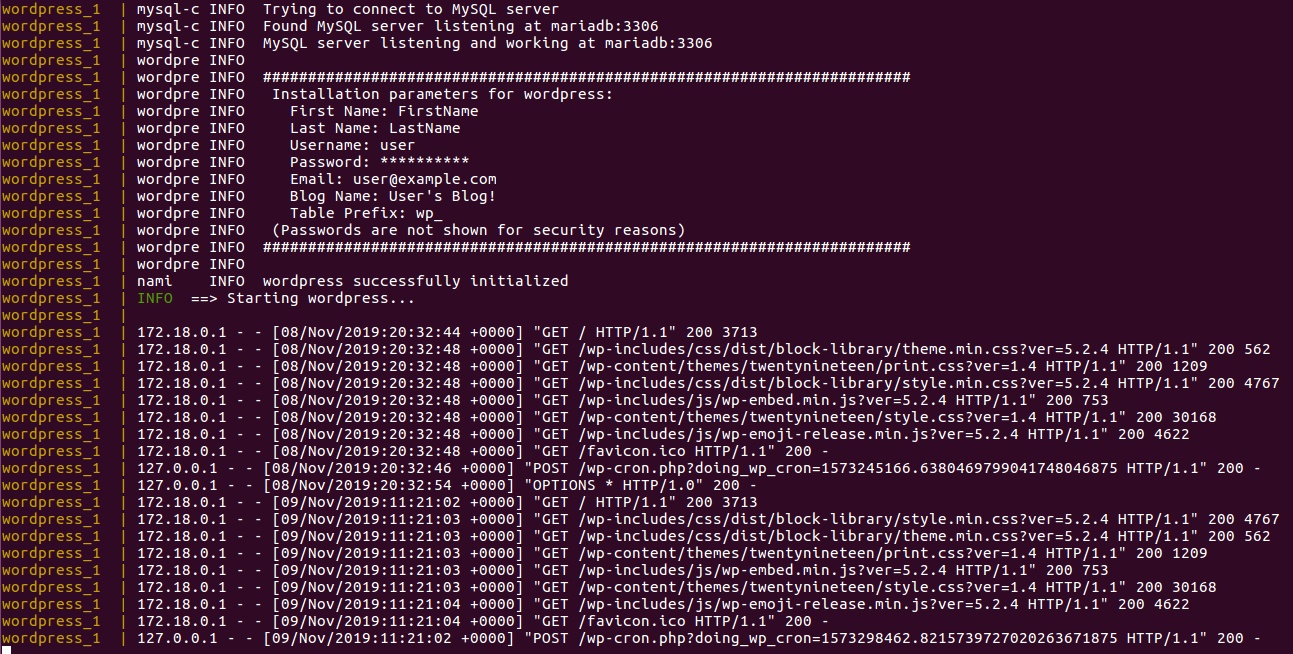 wordpress_1  | mysql-c INFO  Trying to connect to MySQL server
wordpress_1  | mysql-c INFO  Found MySQL server listening at mariadb:3306
wordpress_1  | mysql-c INFO  MySQL server listening and working at mariadb:3306
wordpress_1  | wordpre INFO
wordpress_1  | wordpre INFO  ########################################################################
wordpress_1  | wordpre INFO   Installation parameters for wordpress:
wordpress_1  | wordpre INFO     First Name: FirstName
wordpress_1  | wordpre INFO     Last Name: LastName
wordpress_1  | wordpre INFO     Username: user
wordpress_1  | wordpre INFO     Password: **********
wordpress_1  | wordpre INFO     Email: user@example.com
wordpress_1  | wordpre INFO     Blog Name: User's Blog!
wordpress_1  | wordpre INFO     Table Prefix: wp_
wordpress_1  | wordpre INFO   (Passwords are not shown for security reasons)
wordpress_1  | wordpre INFO  ########################################################################
wordpress_1  | wordpre INFO
wordpress_1  | nami    INFO  wordpress successfully initialized
wordpress_1  | INFO  ==> Starting wordpress...
wordpress_1  |
wordpress_1  | 172.18.0.1 - - [08/Nov/2019:20:32:44 +0000] "GET / HTTP/1.1" 200 3713
wordpress_1  | 172.18.0.1 - - [08/Nov/2019:20:32:48 +0000] "GET /wp-includes/css/dist/block-library/theme.min.css?ver=5.2.4 HTTP/1.1" 200 562
wordpress_1  | 172.18.0.1 - - [08/Nov/2019:20:32:48 +0000] "GET /wp-content/themes/twentynineteen/print.css?ver=1.4 HTTP/1.1" 200 1209
wordpress_1  | 172.18.0.1 - - [08/Nov/2019:20:32:48 +0000] "GET /wp-includes/css/dist/block-library/style.min.css?ver=5.2.4 HTTP/1.1" 200 4767
wordpress_1  | 172.18.0.1 - - [08/Nov/2019:20:32:48 +0000] "GET /wp-includes/js/wp-embed.min.js?ver=5.2.4 HTTP/1.1" 200 753
wordpress_1  | 172.18.0.1 - - [08/Nov/2019:20:32:48 +0000] "GET /wp-content/themes/twentynineteen/style.css?ver=1.4 HTTP/1.1" 200 30168
wordpress_1  | 172.18.0.1 - - [08/Nov/2019:20:32:48 +0000] "GET /wp-includes/js/wp-emoji-release.min.js?ver=5.2.4 HTTP/1.1" 200 4622
wordpress_1  | 172.18.0.1 - - [08/Nov/2019:20:32:48 +0000] "GET /favicon.ico HTTP/1.1" 200 -
wordpress_1  | 127.0.0.1 - - [08/Nov/2019:20:32:46 +0000] "POST /wp-cron.php?doing_wp_cron=1573245166.6380469799041748046875 HTTP/1.1" 200 -
wordpress_1  | 127.0.0.1 - - [08/Nov/2019:20:32:54 +0000] "OPTIONS * HTTP/1.0" 200 -
wordpress_1  | 172.18.0.1 - - [09/Nov/2019:11:21:02 +0000] "GET / HTTP/1.1" 200 3713
wordpress_1  | 172.18.0.1 - - [09/Nov/2019:11:21:03 +0000] "GET /wp-includes/css/dist/block-library/style.min.css?ver=5.2.4 HTTP/1.1" 200 4767
wordpress_1  | 172.18.0.1 - - [09/Nov/2019:11:21:03 +0000] "GET /wp-includes/css/dist/block-library/theme.min.css?ver=5.2.4 HTTP/1.1" 200 562
wordpress_1  | 172.18.0.1 - - [09/Nov/2019:11:21:03 +0000] "GET /wp-content/themes/twentynineteen/print.css?ver=1.4 HTTP/1.1" 200 1209
wordpress_1  | 172.18.0.1 - - [09/Nov/2019:11:21:03 +0000] "GET /wp-includes/js/wp-embed.min.js?ver=5.2.4 HTTP/1.1" 200 753
wordpress_1  | 172.18.0.1 - - [09/Nov/2019:11:21:03 +0000] "GET /wp-content/themes/twentynineteen/style.css?ver=1.4 HTTP/1.1" 200 30168
wordpress_1  | 172.18.0.1 - - [09/Nov/2019:11:21:04 +0000] "GET /wp-includes/js/wp-emoji-release.min.js?ver=5.2.4 HTTP/1.1" 200 4622
wordpress_1  | 172.18.0.1 - - [09/Nov/2019:11:21:04 +0000] "GET /favicon.ico HTTP/1.1" 200 -
wordpress_1  | 127.0.0.1 - - [09/Nov/2019:11:21:02 +0000] "POST /wp-cron.php?doing_wp_cron=1573298462.8215739727020263671875 HTTP/1.1" 200 -